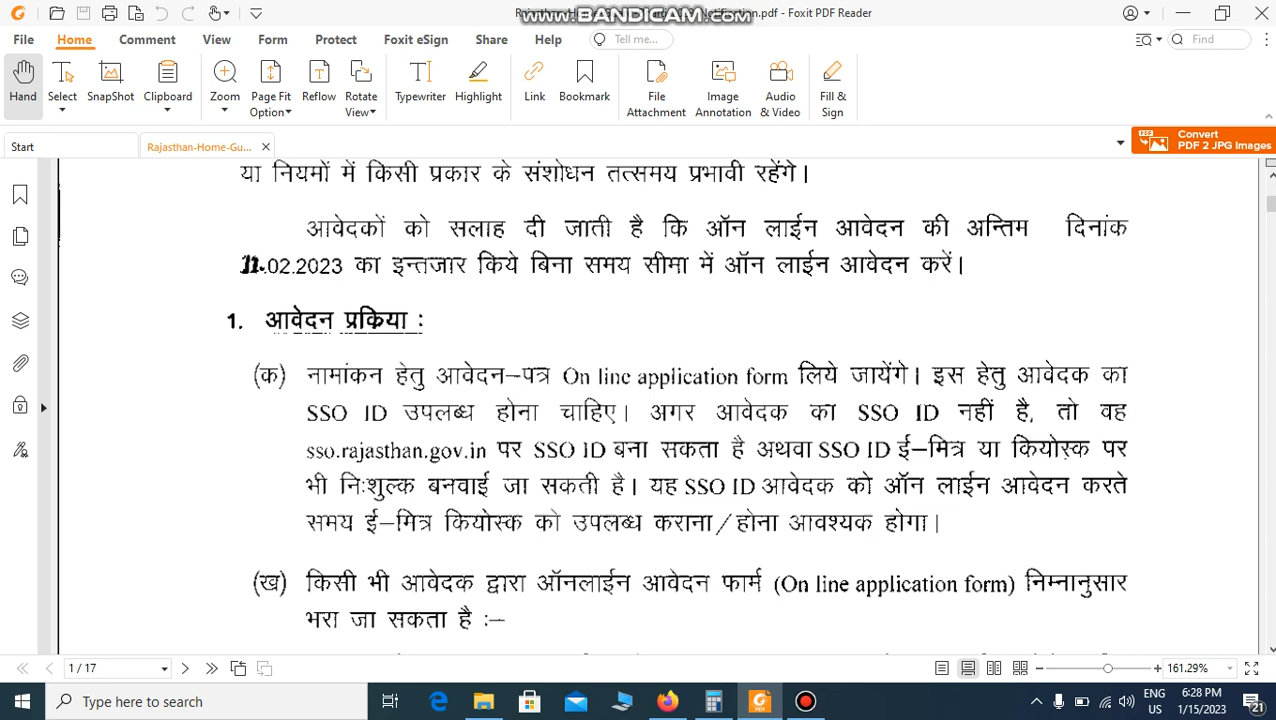 www.BANDICAM.com
Rajasthan-Home-Gu
.pdf - Foxit PDF Reader
File Home Comment View Form Protect Foxit eSign Share Help Tell me... Find
Hand Select SnapShot Clipboard Zoom Page Fit Option Reflow Rotate View Typewriter Highlight Link Bookmark File Attachment Image Annotation Audio & Video Fill & Sign
Start Rajasthan-Home-Gu...
Convert
PDF 2 JPG Images
या नियमों में किसी प्रकार के संशोधन तत्समय प्रभावी रहेंगे।
आवेदकों को सलाह दी जाती है कि ऑन लाईन आवेदन की अन्तिम दिनांक
.02.2023 का इन्तजार किये बिना समय सीमा में ऑन लाईन आवेदन करें।
1. आवेदन प्रक्रिया :
(क) नामांकन हेतु आवेदन–पत्र On line application form लिये जायेंगे। इस हेतु आवेदक का
SSO ID उपलब्ध होना चाहिए। अगर आवेदक का SSO ID नहीं है, तो वह
sso.rajasthan.gov.in पर SSO ID बना सकता है अथवा SSO ID ई–मित्र या कियोस्क पर
भी निःशुल्क बनवाई जा सकती है। यह SSO ID आवेदक को ऑन लाईन आवेदन करते
समय ई–मित्र कियोस्क को उपलब्ध कराना/होना आवश्यक होगा।
(ख) किसी भी आवेदक द्वारा ऑनलाईन आवेदन फार्म (On line application form) निम्नानुसार
भरा जा सकता है :–
1 / 17
161.29%
Type here to search
ENG
US
6:28 PM
1/15/2023
21